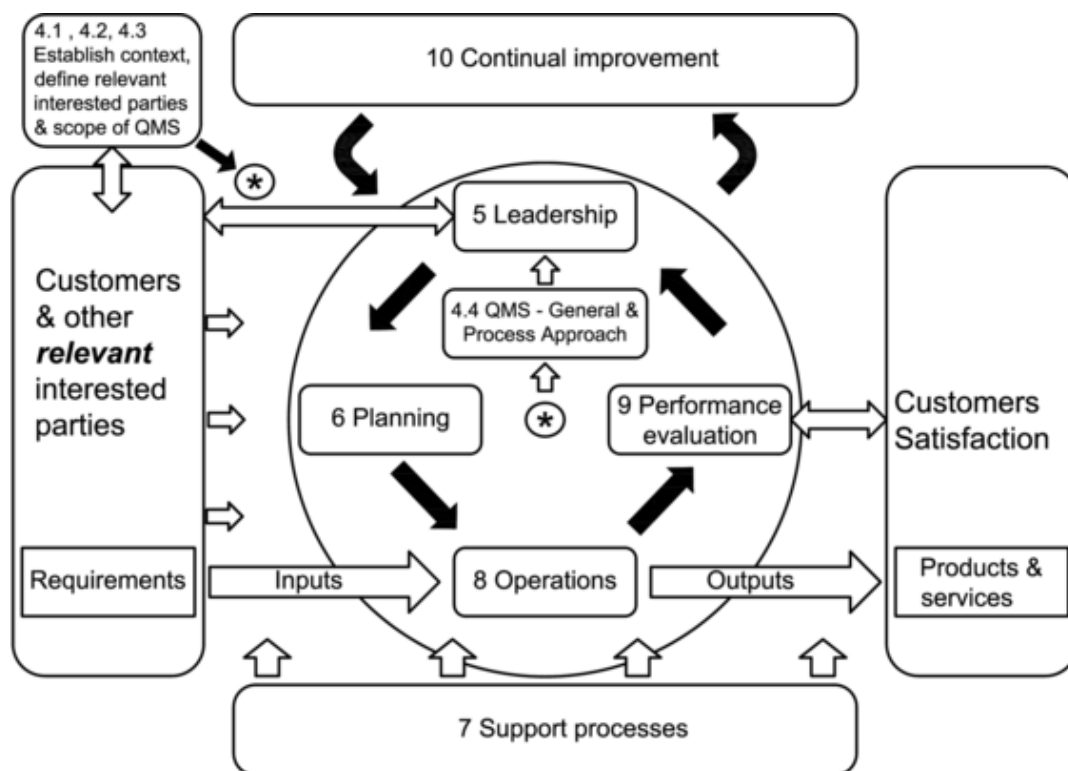 4.1 , 4.2, 4.3
Establish context,
define relevant
interested parties
& scope of QMS
10 Continual improvement
*
5 Leadership
Customers
& other
relevant
interested
parties
4.4 QMS - General &
Process Approach
6 Planning
*
9 Performance
evaluation
Customers
Satisfaction
Requirements
Inputs
8 Operations
Outputs
Products &
services
7 Support processes